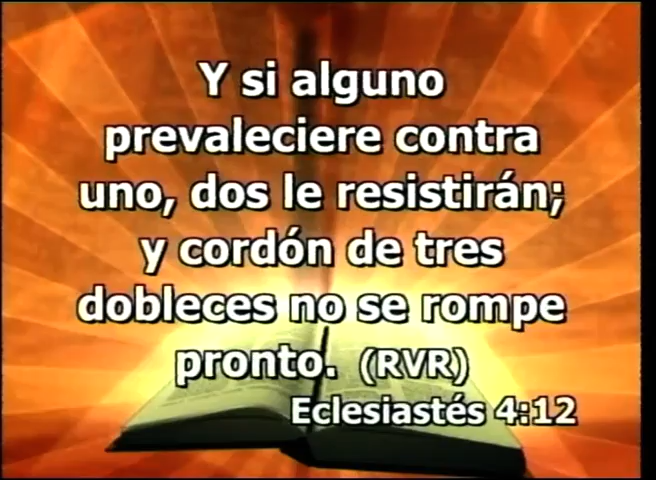 Y si alguno
prevaleciere contra
uno, dos le resistirán;
y cordón de tres
dobleces no se rompe
pronto. (RVR)
Eclesiastés 4:12